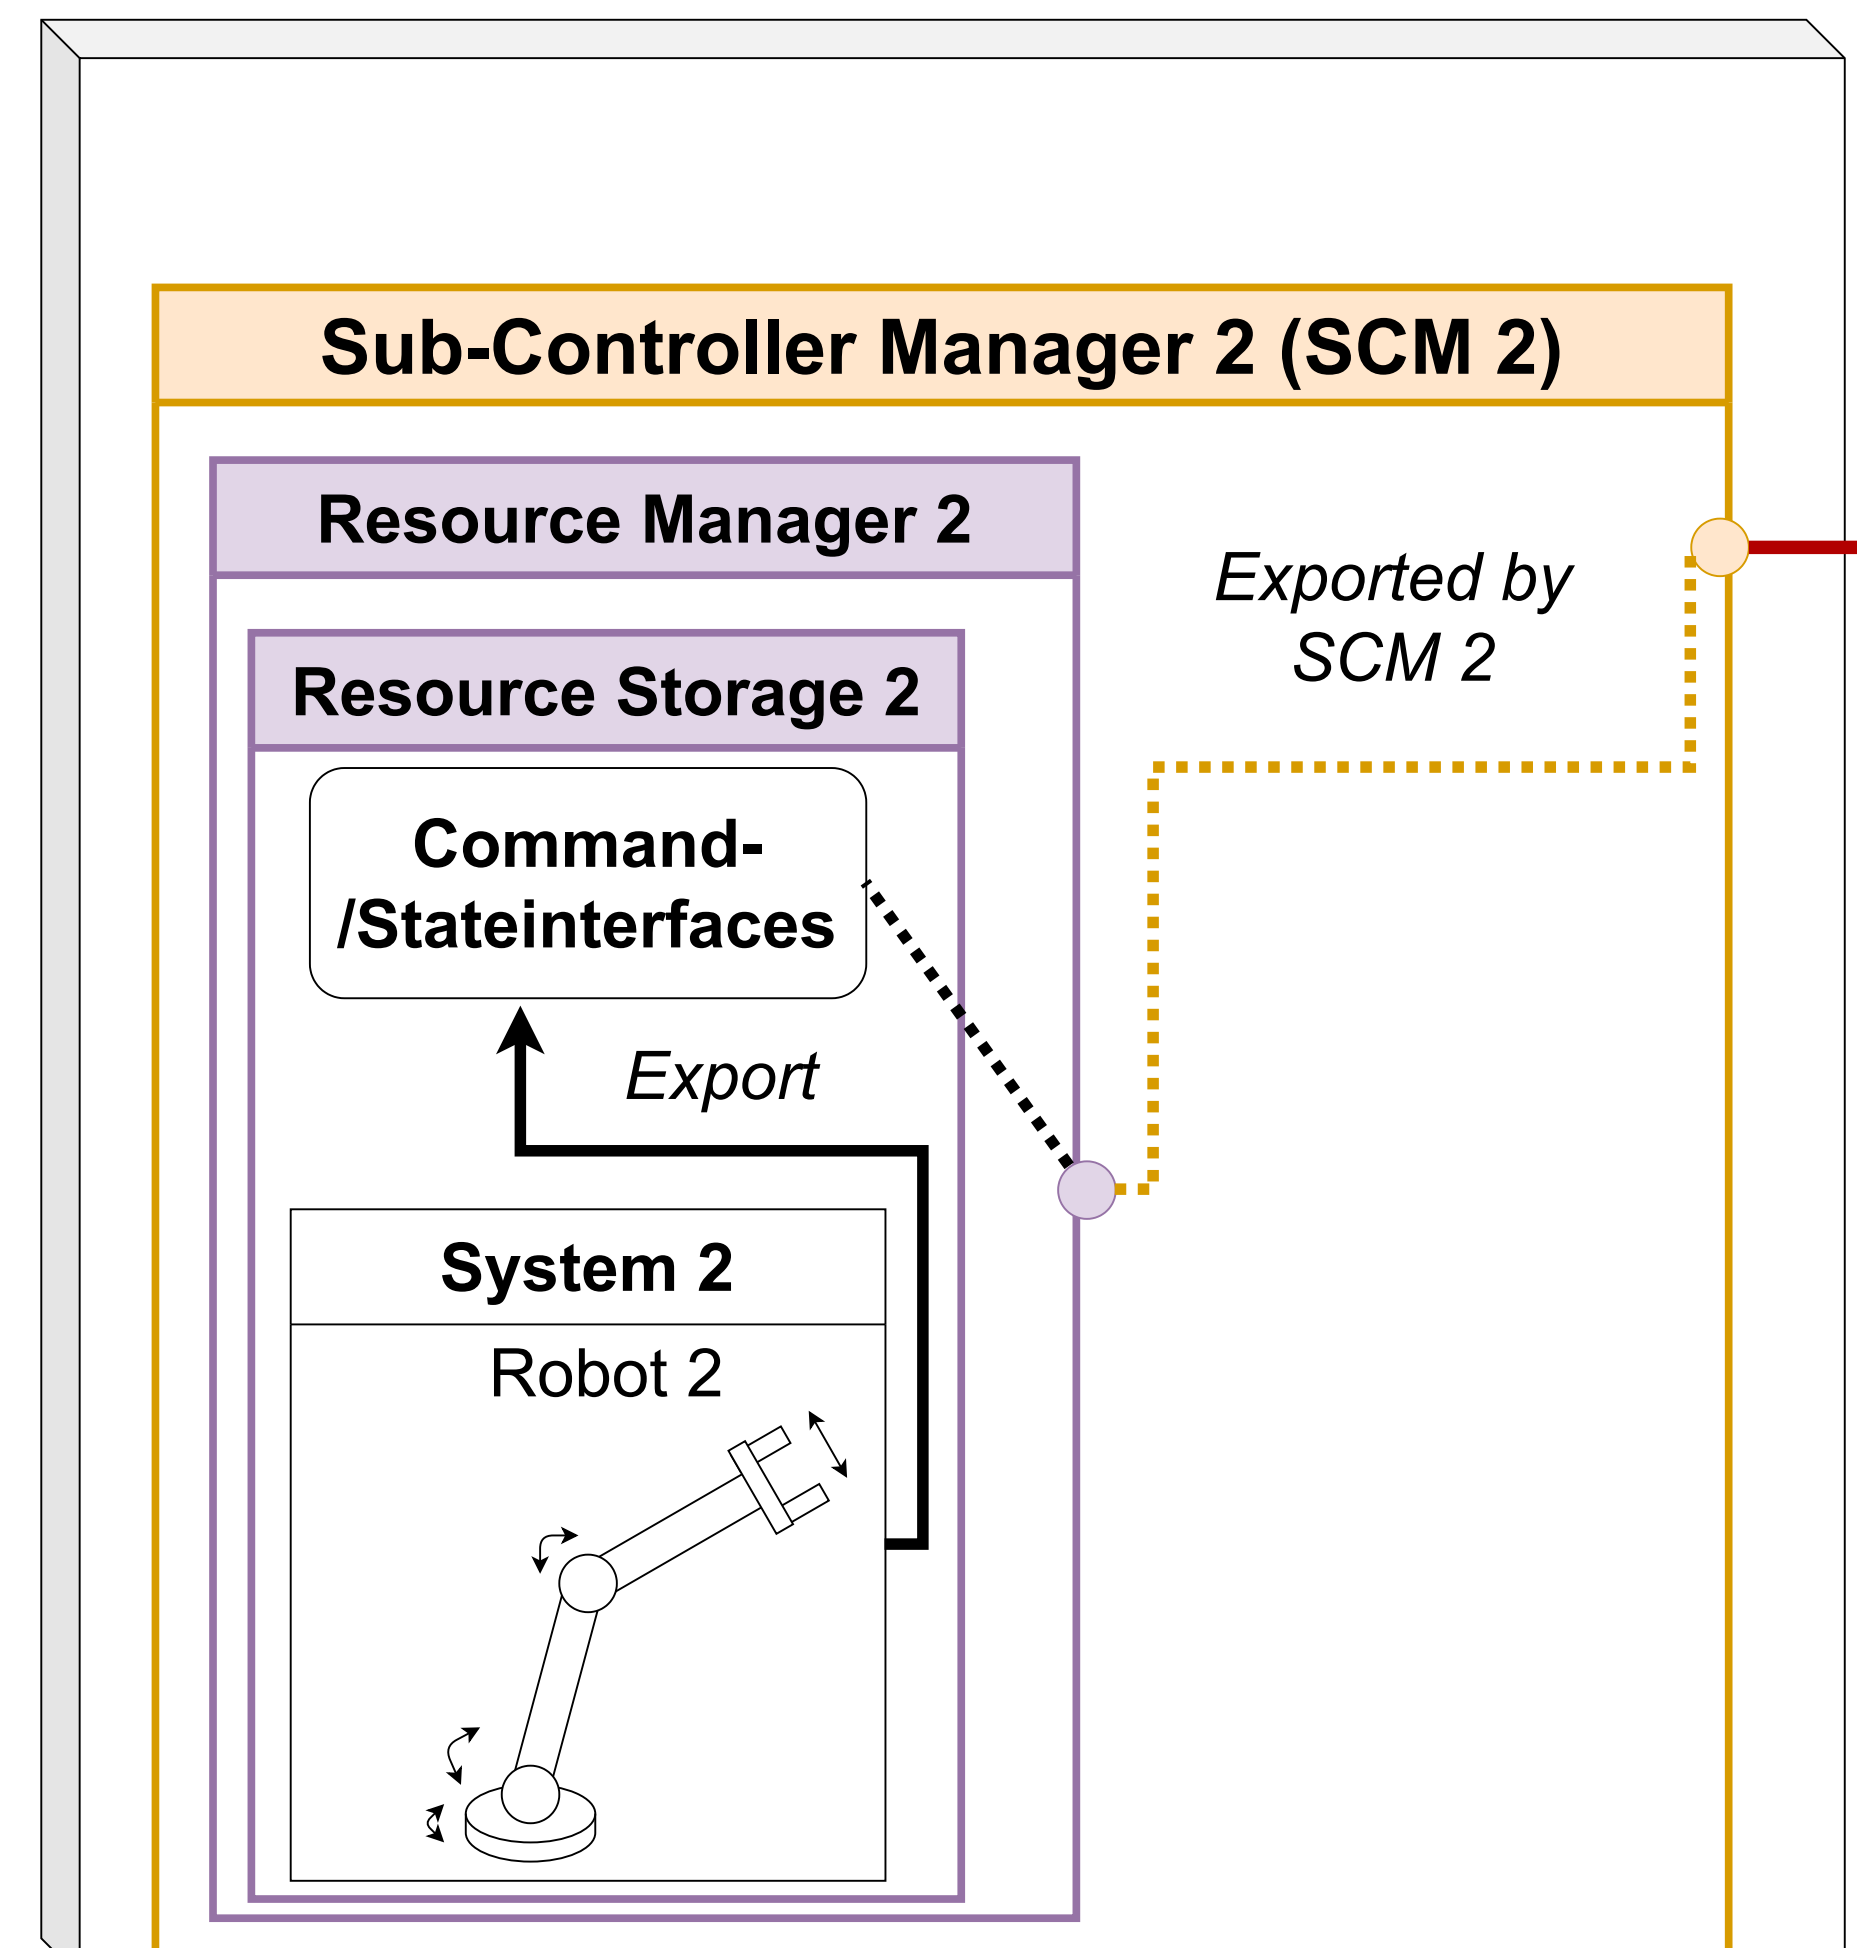 Sub-Controller Manager 2 (SCM 2)
Resource Manager 2
Exported by
SCM 2
Resource Storage 2
Command-
/Stateinterfaces
Export
System 2
Robot 2